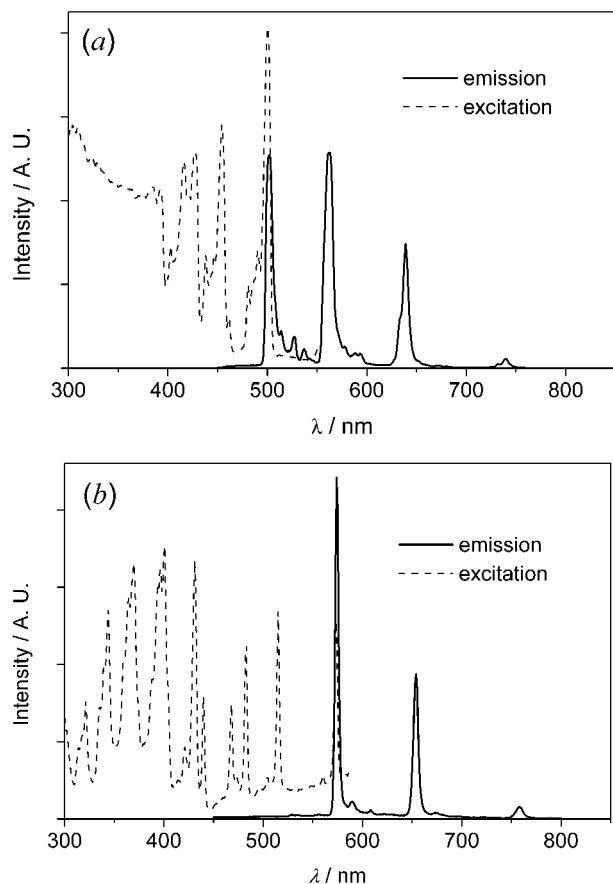 (a)
emission
excitation
Intensity / A. U.
300 400 500 600 700 800
λ / nm
(b)
emission
excitation
Intensity / A. U.
300 400 500 600 700 800
λ / nm